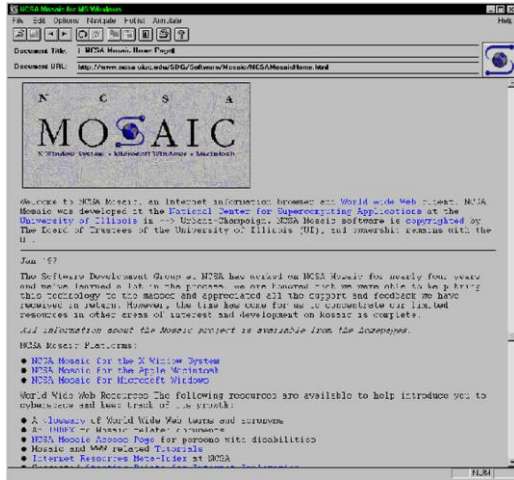 NCSA Mosaic for MS Windows
File Edit Options Navigate Hotlist Annotate Help
Document Title: NCSA Mosaic Home Page
Document URL: http://www.ncsa.uiuc.edu/SDG/Software/Mosaic/NCSAMosaicHome.html
N C S A
MOSAIC
X Window System • Microsoft Windows • Macintosh
Welcome to NCSA Mosaic, an Internet information browser and World Wide Web client. NCSA
Mosaic was developed at the National Center for Supercomputing Applications at the
University of Illinois in --> Urbana-Champaign. NCSA Mosaic software is copyrighted by
The Board of Trustees of the University of Illinois (UI), and ownership remains with the
Jan '97
The Software Development Group at NCSA has worked on NCSA Mosaic for nearly four years
and we've learned a lot in the process. We are honored that we were able to help bring
this technology to the masses and appreciated all the support and feedback we have
received in return. However, the time has come for us to concentrate our limited
resources in other areas of interest and development on Mosaic is complete.
All information about the Mosaic project is available from the homepages.
NCSA Mosaic Platforms:
● NCSA Mosaic for the X Window System
● NCSA Mosaic for the Apple Macintosh
● NCSA Mosaic for Microsoft Windows
World Wide Web Resources The following resources are available to help introduce you to
cyberspace and keep track of its growth:
● A glossary of World Wide Web terms and acronyms
● An INDEX to Mosaic related documents
● NCSA Mosaic Access Page for persons with disabilities
● Mosaic and WWW related Tutorials
● Internet Resources Meta-Index at NCSA
NUM